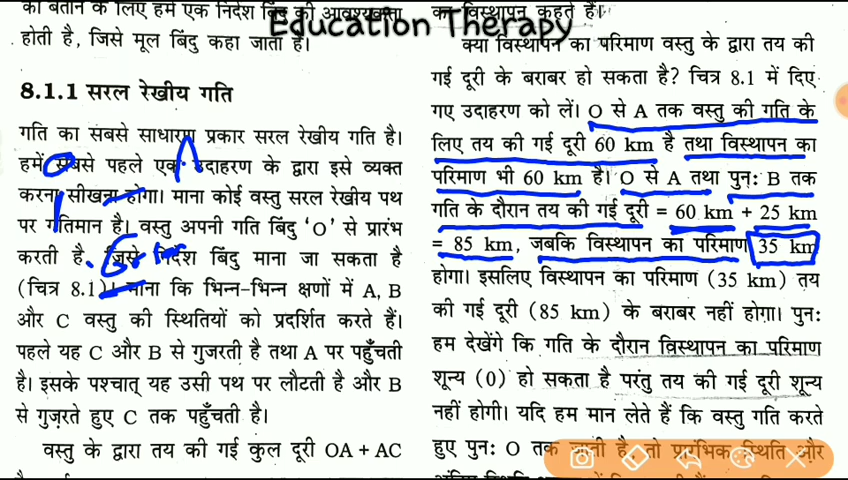 Education Therapy
को बताने के लिए हमें एक निर्देश बिंदु की आवश्यकता
होती है, जिसे मूल बिंदु कहा जाता है।
8.1.1 सरल रेखीय गति
गति का सबसे साधारण प्रकार सरल रेखीय गति है।
हमें सबसे पहले एक उदाहरण के द्वारा इसे व्यक्त
करना सीखना होगा। माना कोई वस्तु सरल रेखीय पथ
पर गतिमान है। वस्तु अपनी गति बिंदु ‘O’ से प्रारंभ
करती है, जिसे निर्देश बिंदु माना जा सकता है
(चित्र 8.1)। माना कि भिन्न-भिन्न क्षणों में A, B
और C वस्तु की स्थितियों को प्रदर्शित करते हैं।
पहले यह C और B से गुजरती है तथा A पर पहुँचती
है। इसके पश्चात् यह उसी पथ पर लौटती है और B
से गुज़रते हुए C तक पहुँचती है।
वस्तु के द्वारा तय की गई कुल दूरी OA + AC
का विस्थापन कहते हैं।
क्या विस्थापन का परिमाण वस्तु के द्वारा तय की
गई दूरी के बराबर हो सकता है? चित्र 8.1 में दिए
गए उदाहरण को लें। O से A तक वस्तु की गति के
लिए तय की गई दूरी 60 km है तथा विस्थापन का
परिमाण भी 60 km है। O से A तथा पुन: B तक
गति के दौरान तय की गई दूरी = 60 km + 25 km
= 85 km, जबकि विस्थापन का परिमाण 35 km
होगा। इसलिए विस्थापन का परिमाण (35 km) तय
की गई दूरी (85 km) के बराबर नहीं होगा। पुन:
हम देखेंगे कि गति के दौरान विस्थापन का परिमाण
शून्य (0) हो सकता है परंतु तय की गई दूरी शून्य
नहीं होगी। यदि हम मान लेते हैं कि वस्तु गति करते
हुए पुन: O तक जाती है, तो प्रारंभिक स्थिति और